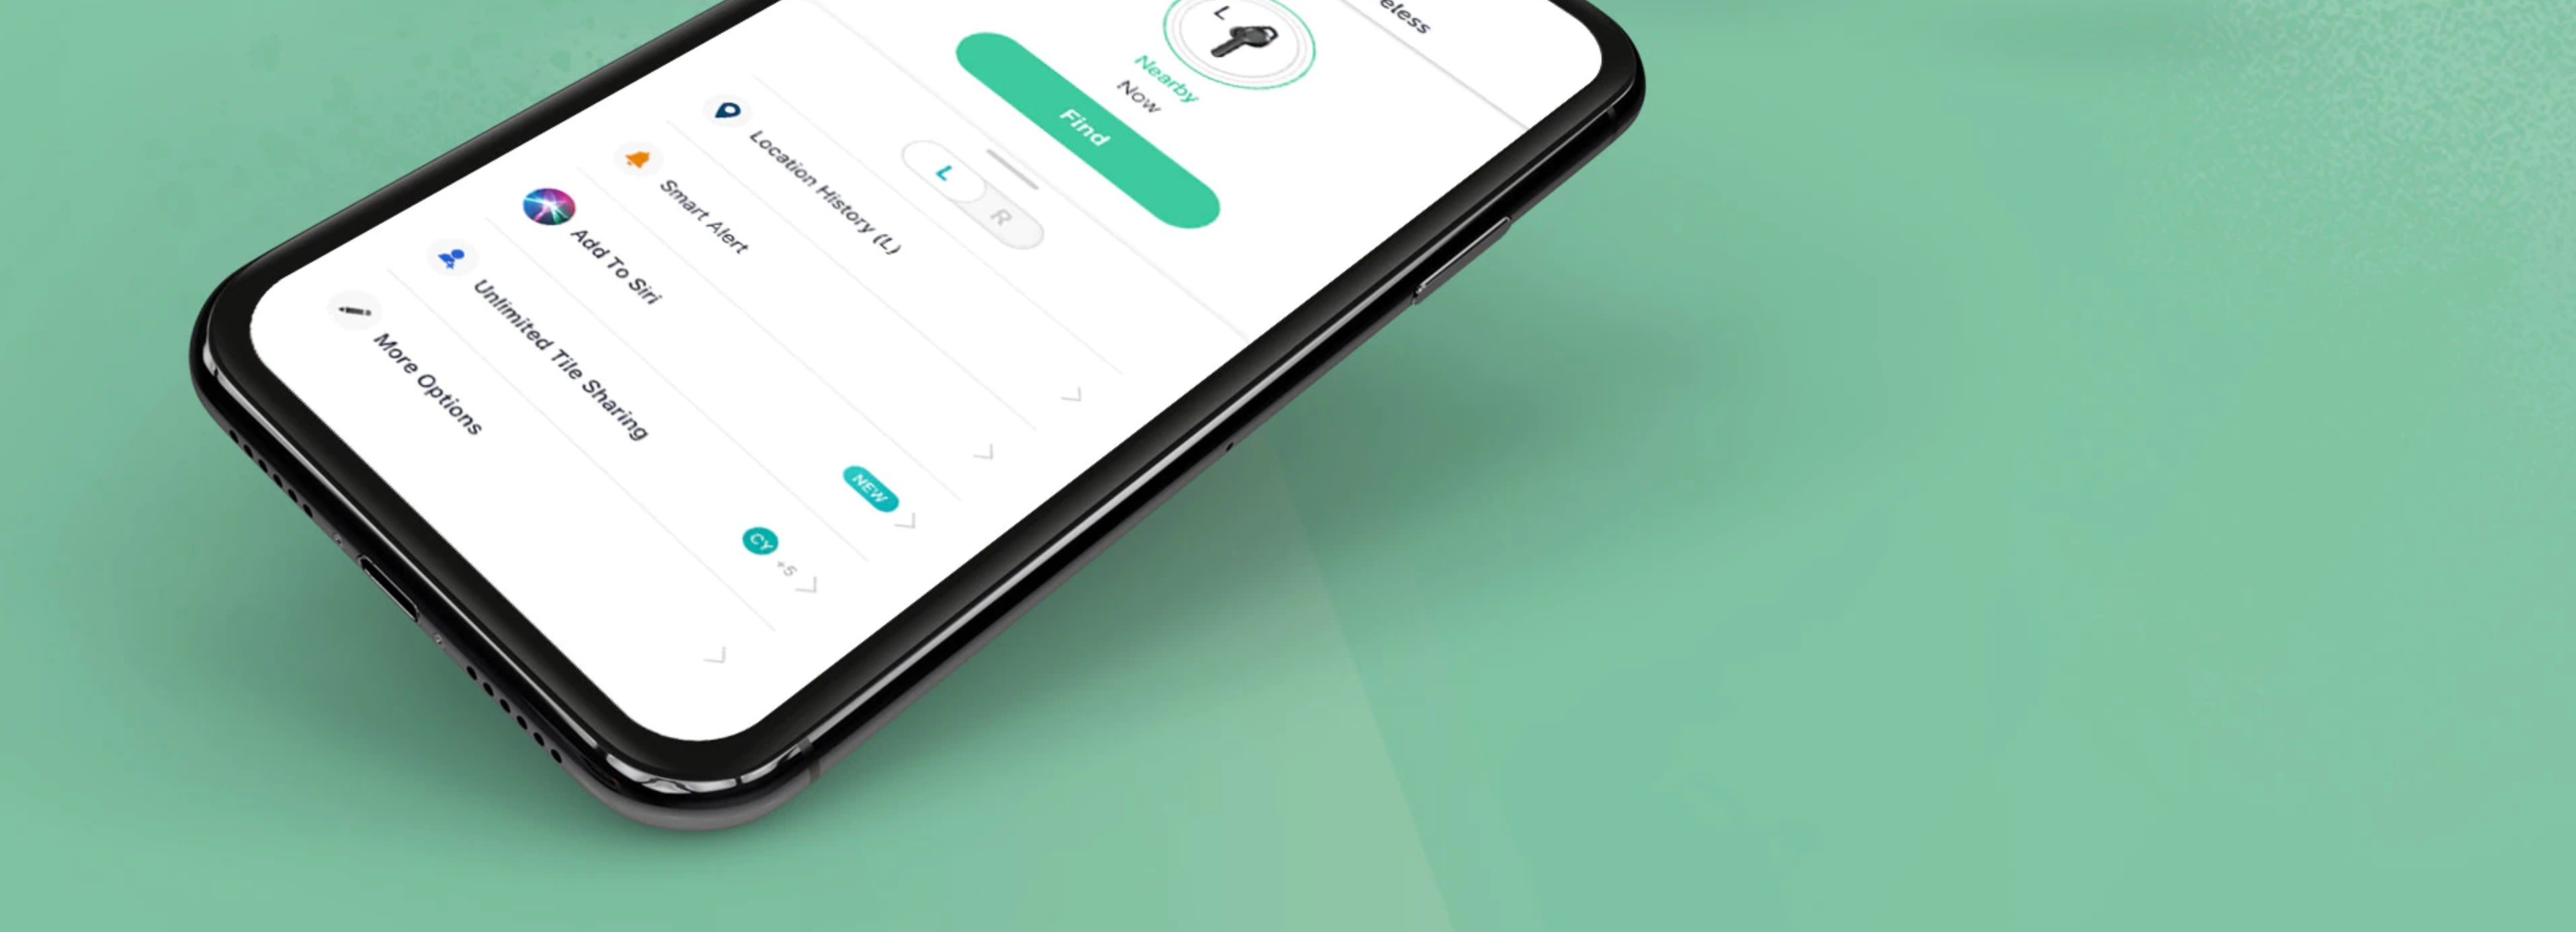 eless
L
Nearby
Now
Find
L R
Location History (L)
Smart Alert
Add To Siri
NEW
Unlimited Tile Sharing
CY +5
More Options